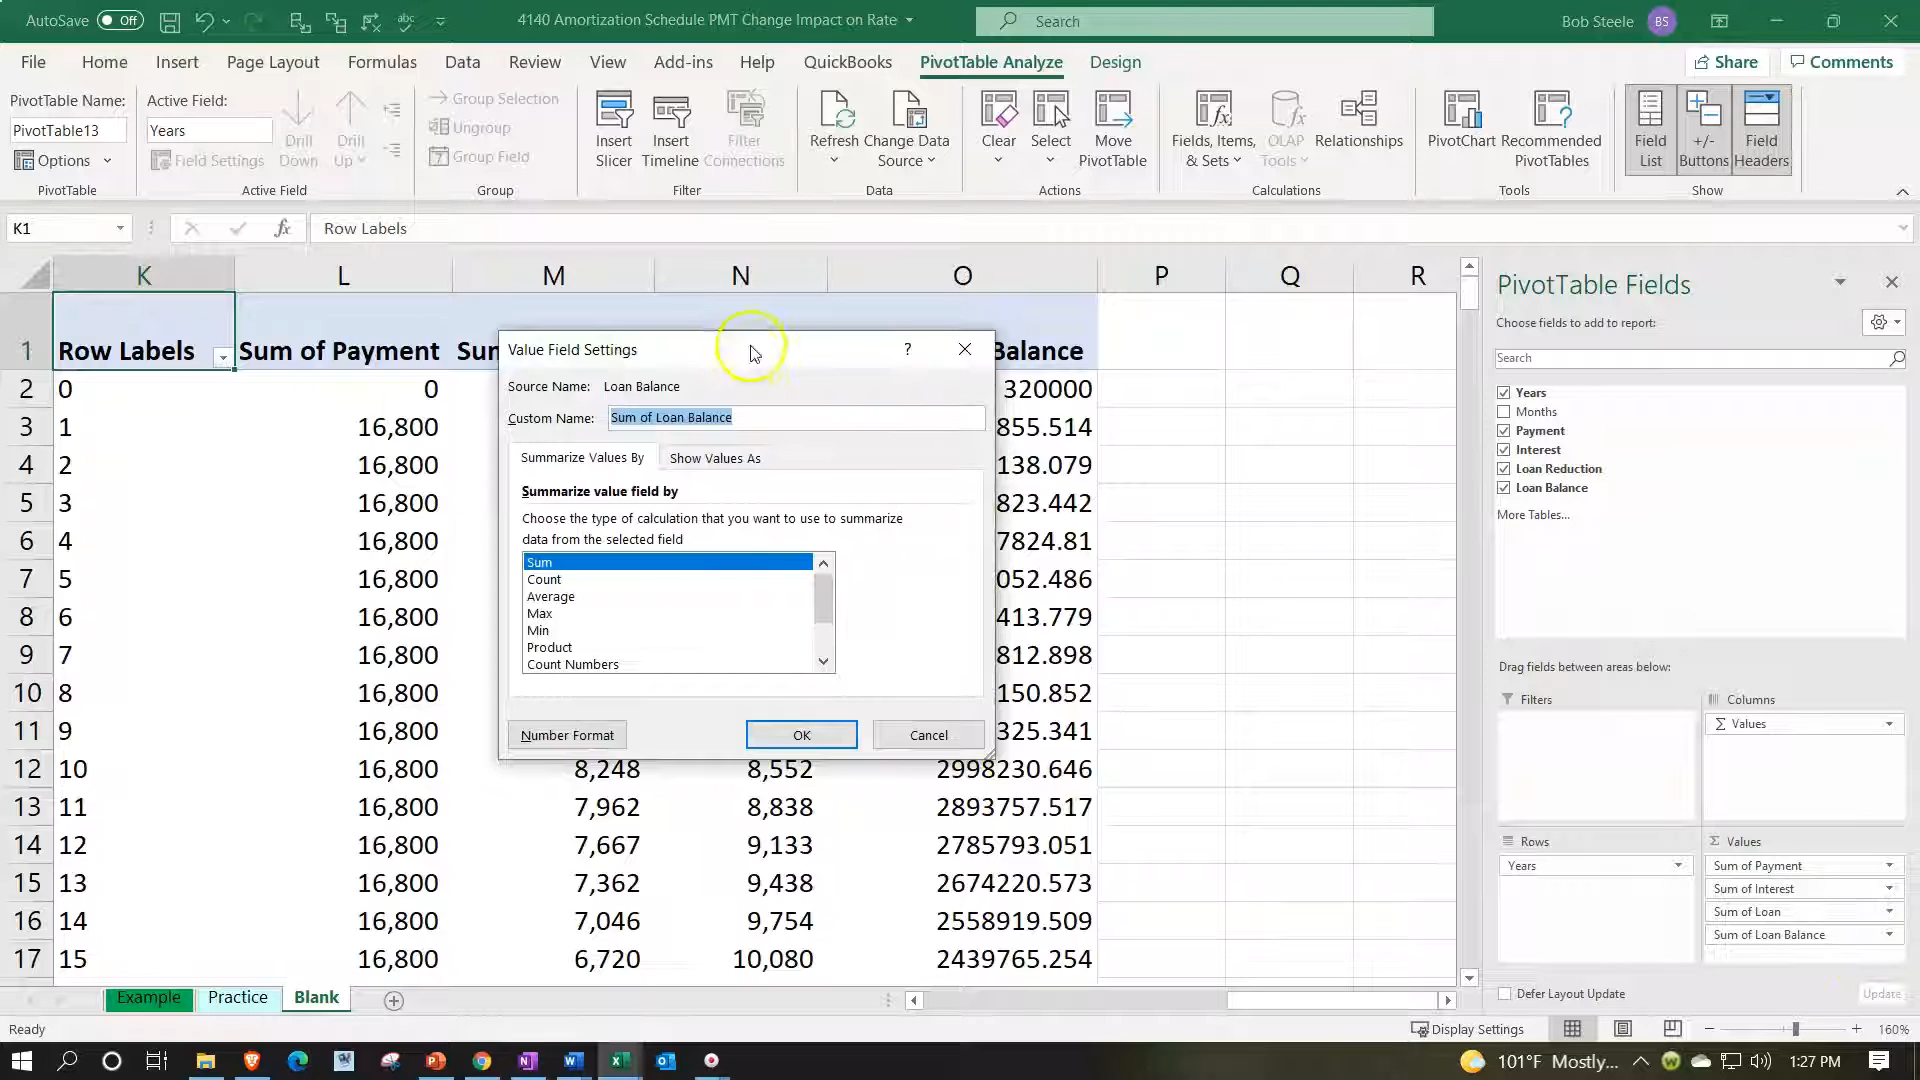 AutoSave Off 4140 Amortization Schedule PMT Change Impact on Rate Search Bob Steele BS
File Home Insert Page Layout Formulas Data Review View Add-ins Help QuickBooks PivotTable Analyze Design Share Comments
PivotTable Name:
PivotTable13
Options
PivotTable
Active Field:
Years
Field Settings
Drill Down
Drill Up
Active Field
Group Selection
Ungroup
Group Field
Group
Insert Slicer
Insert Timeline
Filter Connections
Filter
Refresh
Change Data Source
Data
Clear
Select
Move PivotTable
Actions
Fields, Items, & Sets
OLAP Tools
Relationships
Calculations
PivotChart
Recommended PivotTables
Tools
Field List
+/- Buttons
Field Headers
Show
K1 fx Row Labels
K L M N O P Q R
1 Row Labels Sum of Payment Sum Balance
2 0 0 320000
3 1 16,800 855.514
4 2 16,800 138.079
5 3 16,800 823.442
6 4 16,800 7824.81
7 5 16,800 052.486
8 6 16,800 413.779
9 7 16,800 812.898
10 8 16,800 150.852
11 9 16,800 325.341
12 10 16,800 8,248 8,552 2998230.646
13 11 16,800 7,962 8,838 2893757.517
14 12 16,800 7,667 9,133 2785793.051
15 13 16,800 7,362 9,438 2674220.573
16 14 16,800 7,046 9,754 2558919.509
17 15 16,800 6,720 10,080 2439765.254
Value Field Settings ?
Source Name: Loan Balance
Custom Name: Sum of Loan Balance
Summarize Values By Show Values As
Summarize value field by
Choose the type of calculation that you want to use to summarize
data from the selected field
Sum
Count
Average
Max
Min
Product
Count Numbers
Number Format OK Cancel
PivotTable Fields
Choose fields to add to report:
Search
Years
Months
Payment
Interest
Loan Reduction
Loan Balance
More Tables...
Drag fields between areas below:
Filters
Columns
Σ Values
Rows
Years
Σ Values
Sum of Payment
Sum of Interest
Sum of Loan
Sum of Loan Balance
Defer Layout Update Update
Example Practice Blank
Ready Display Settings 160%
101°F Mostly... 1:27 PM